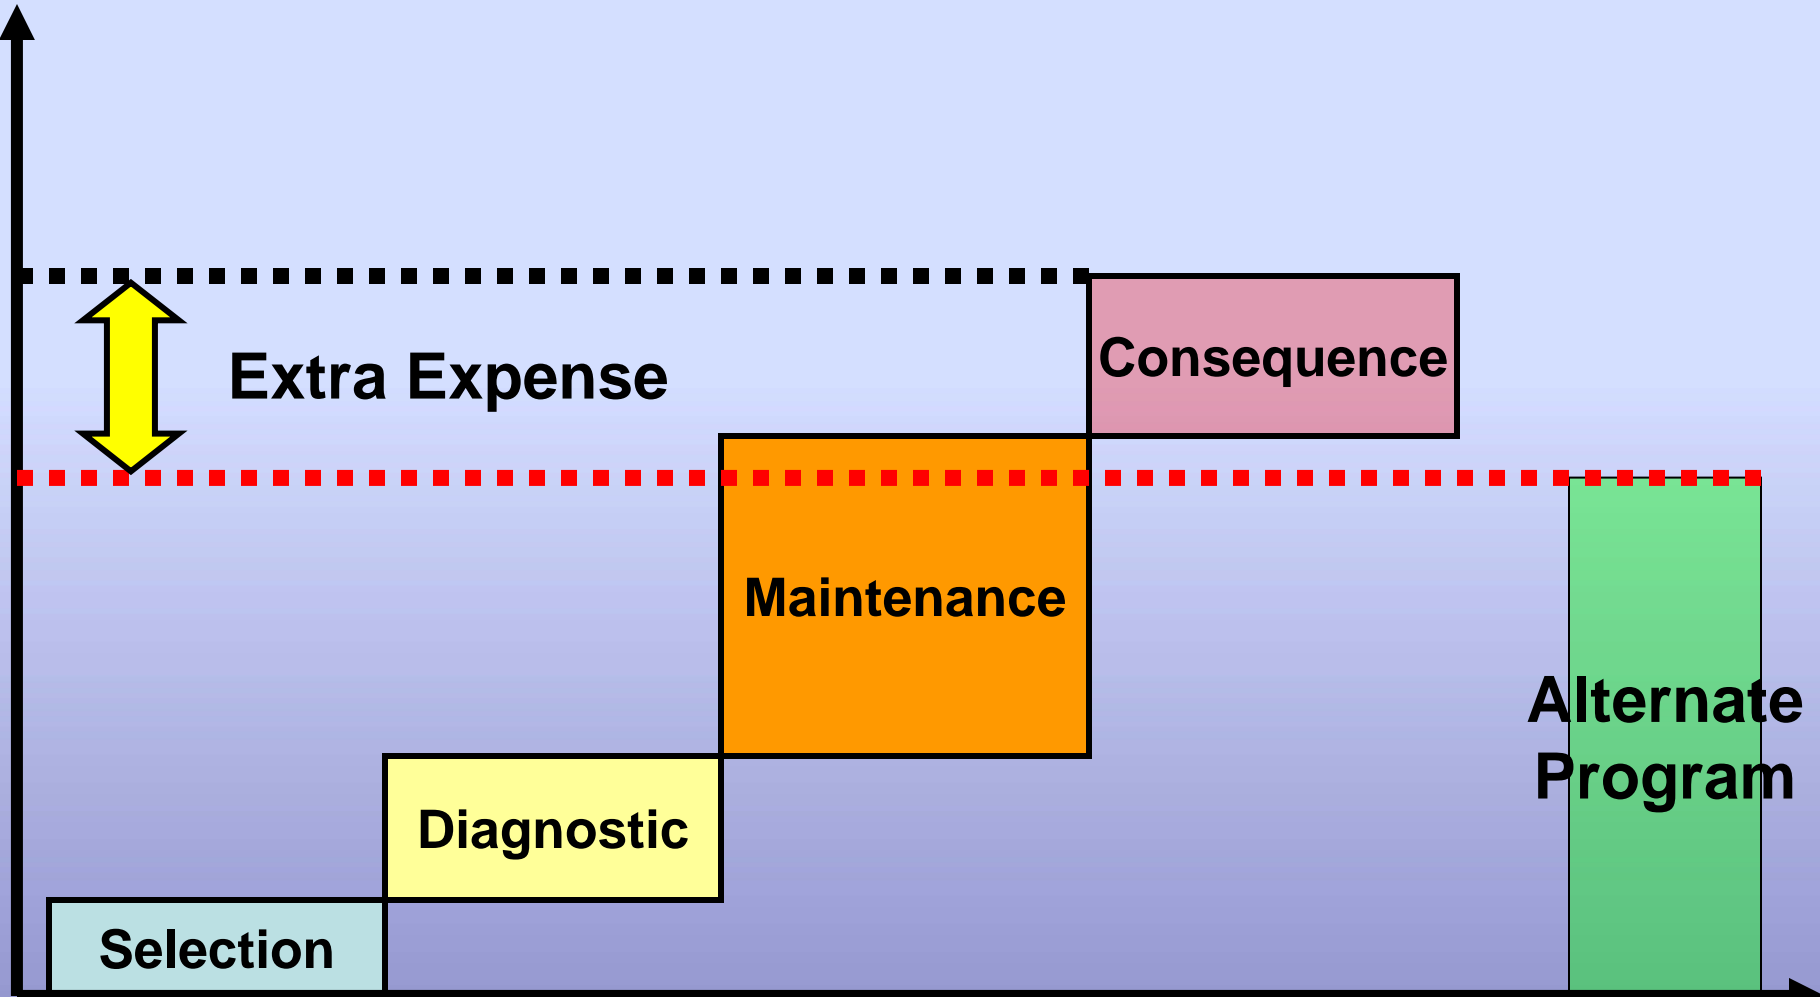 Extra Expense
Consequence
Maintenance
Alternate
Program
Diagnostic
Selection